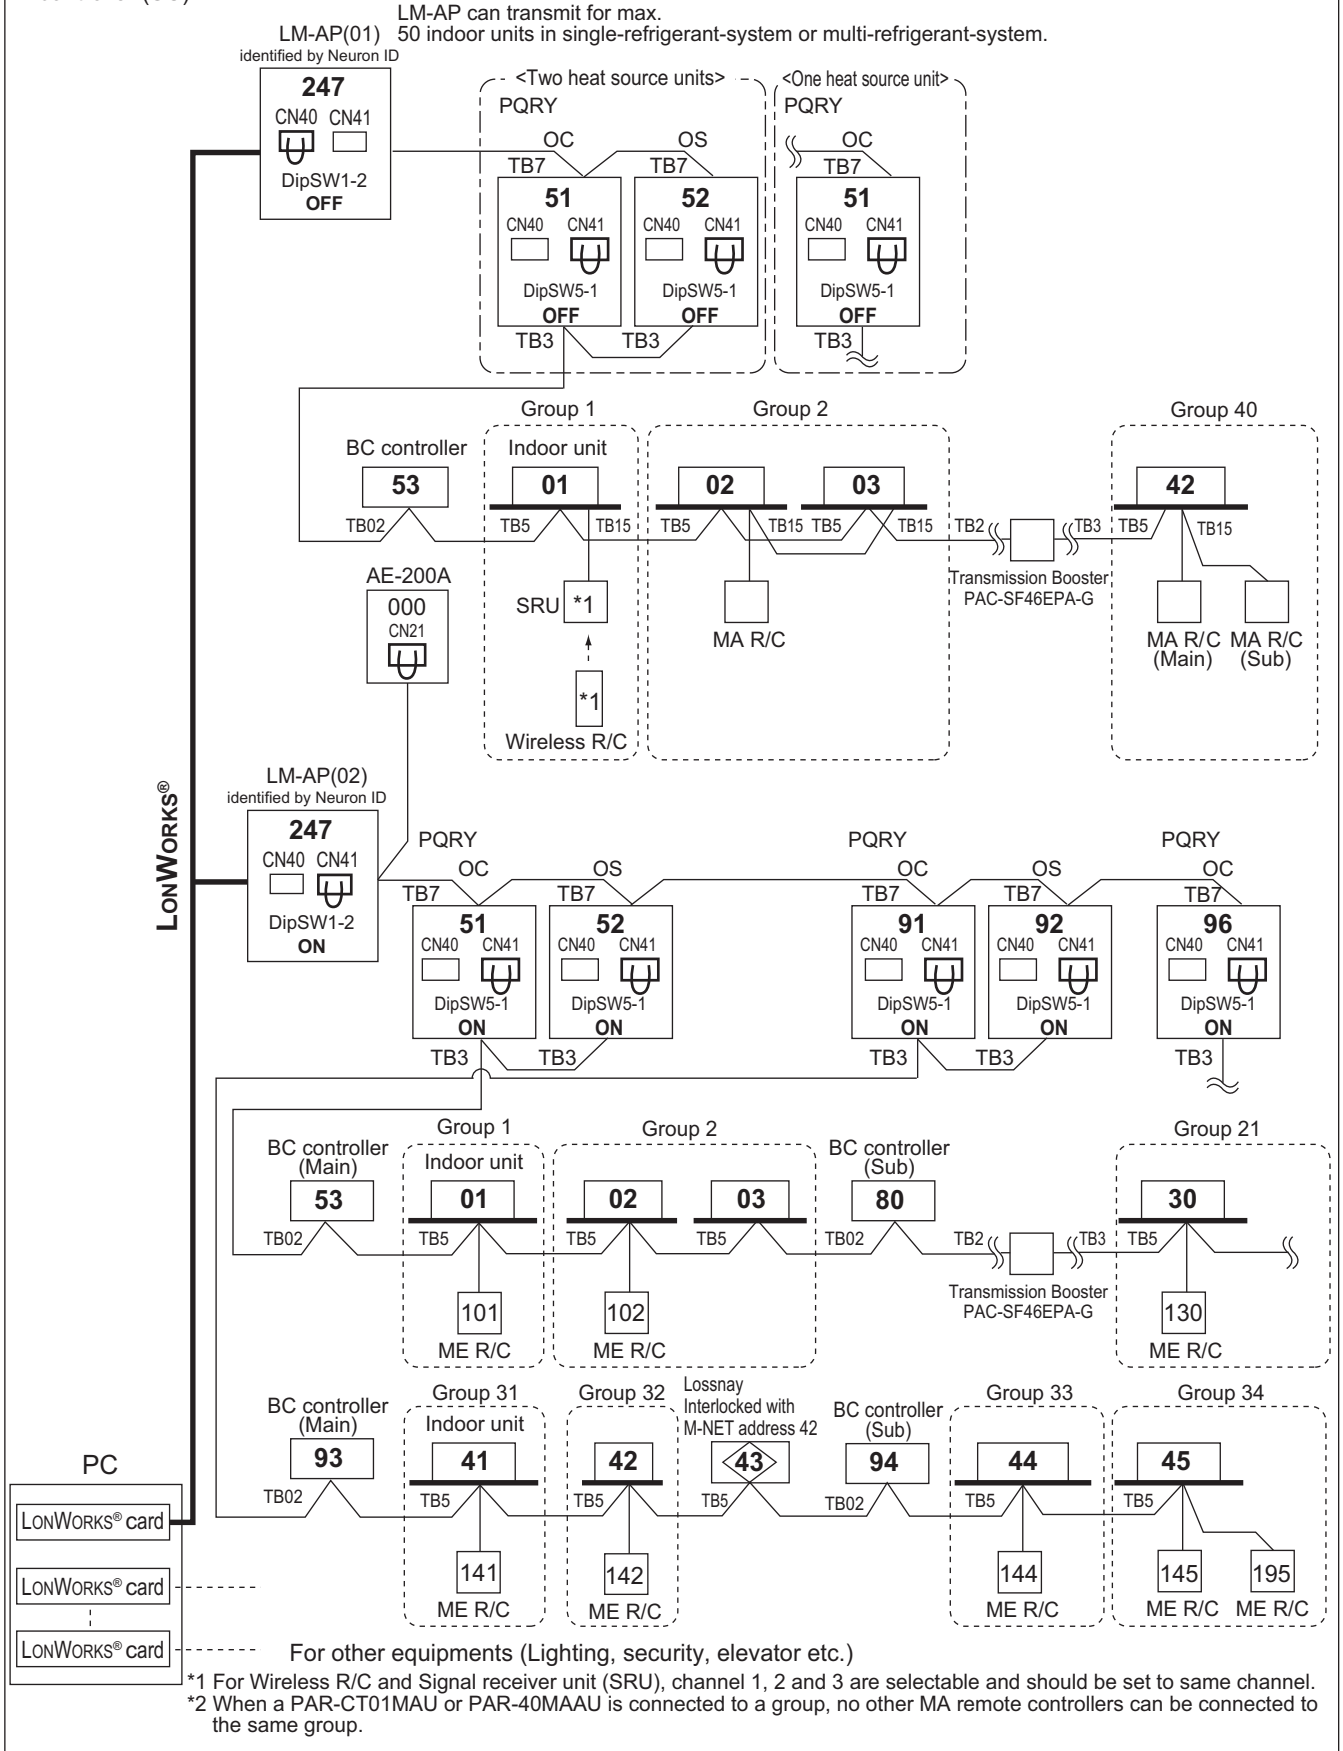 LM-AP can transmit for max.
LM-AP(01) 50 indoor units in single-refrigerant-system or multi-refrigerant-system.
identified by Neuron ID
247
CN40 CN41
DipSW1-2
OFF
<Two heat source units>
PQRY
OC OS
TB7 TB7
51 52
CN40 CN41 CN40 CN41
DipSW5-1 DipSW5-1
OFF OFF
TB3 TB3
<One heat source unit>
PQRY
OC
TB7
51
CN40 CN41
DipSW5-1
OFF
TB3
Group 1 Group 2 Group 40
BC controller Indoor unit
53 01 02 03 42
TB02 TB5 TB15 TB5 TB15 TB5 TB15 TB2 TB3 TB5 TB15
Transmission Booster
PAC-SF46EPA-G
AE-200A
000
CN21
SRU *1
*1
Wireless R/C
MA R/C
MA R/C MA R/C
(Main) (Sub)
LONWORKS®
LM-AP(02)
identified by Neuron ID
247
CN40 CN41
DipSW1-2
ON
PQRY PQRY PQRY
OC OS OC OS OC
TB7 TB7 TB7 TB7 TB7
51 52 91 92 96
CN40 CN41 CN40 CN41 CN40 CN41 CN40 CN41 CN40 CN41
DipSW5-1 DipSW5-1 DipSW5-1 DipSW5-1 DipSW5-1
ON ON ON ON ON
TB3 TB3 TB3 TB3 TB3
Group 1 Group 2 Group 21
BC controller
(Main)
Indoor unit
BC controller
(Sub)
53 01 02 03 80 30
TB02 TB5 TB5 TB5 TB02 TB2 TB3 TB5
Transmission Booster
PAC-SF46EPA-G
101 102 130
ME R/C ME R/C ME R/C
Group 31 Group 32 Group 33 Group 34
BC controller
(Main)
Indoor unit
Lossnay
Interlocked with
M-NET address 42
BC controller
(Sub)
93 41 42 43 94 44 45
TB02 TB5 TB5 TB5 TB02 TB5 TB5
141 142 144 145 195
ME R/C ME R/C ME R/C ME R/C ME R/C
PC
LONWORKS® card
LONWORKS® card
LONWORKS® card
For other equipments (Lighting, security, elevator etc.)
*1 For Wireless R/C and Signal receiver unit (SRU), channel 1, 2 and 3 are selectable and should be set to same channel.
*2 When a PAR-CT01MAU or PAR-40MAAU is connected to a group, no other MA remote controllers can be connected to
the same group.